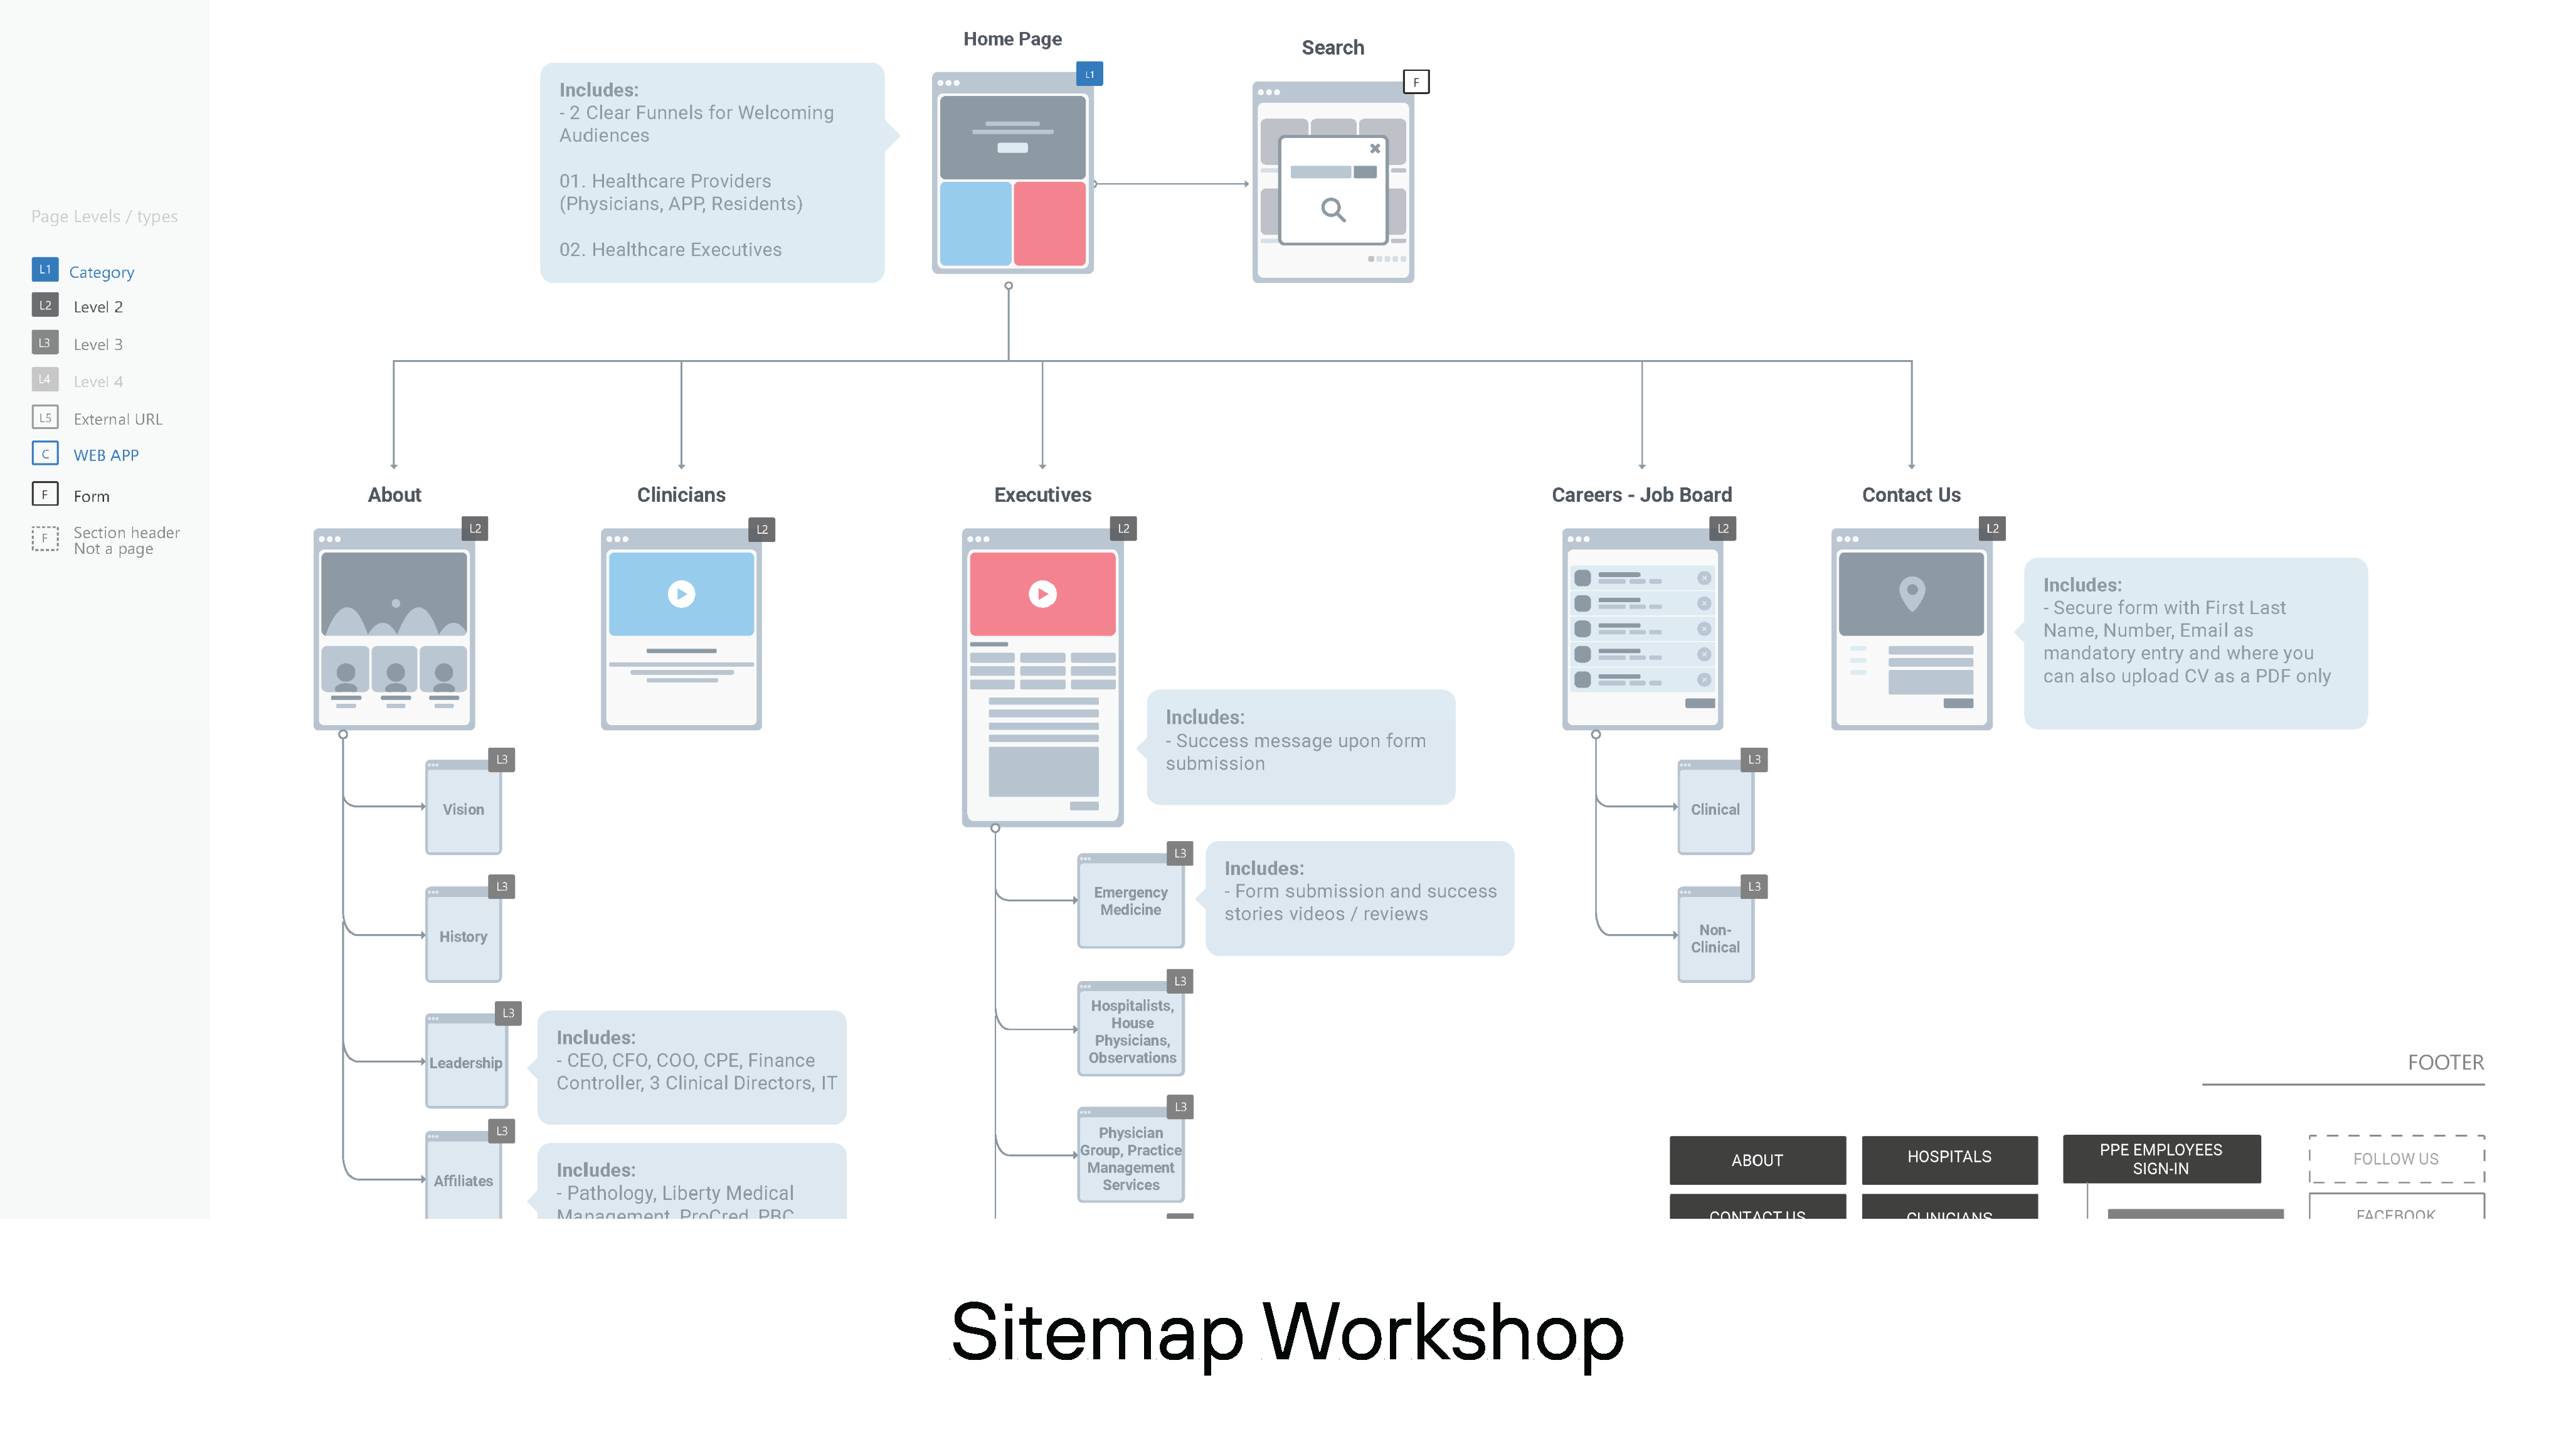 Home Page
Search
L1
F
Includes:
- 2 Clear Funnels for Welcoming
Audiences
01. Healthcare Providers
(Physicians, APP, Residents)
02. Healthcare Executives
Page Levels / types
L1 Category
L2 Level 2
L3 Level 3
L4 Level 4
L5 External URL
C WEB APP
F Form
F Section header
Not a page
About
L2
Clinicians
L2
Executives
L2
Careers - Job Board
L2
Contact Us
L2
Includes:
- Secure form with First Last
Name, Number, Email as
mandatory entry and where you
can also upload CV as a PDF only
Includes:
- Success message upon form
submission
L3
Vision
L3
History
L3
Leadership
Includes:
- CEO, CFO, COO, CPE, Finance
Controller, 3 Clinical Directors, IT
L3
Affiliates
Includes:
- Pathology, Liberty Medical
Management, ProCred, PBC
L3
Emergency
Medicine
Includes:
- Form submission and success
stories videos / reviews
L3
Hospitalists,
House
Physicians,
Observations
L3
Physician
Group, Practice
Management
Services
L3
Clinical
L3
Non-
Clinical
FOOTER
ABOUT
HOSPITALS
PPE EMPLOYEES
SIGN-IN
FOLLOW US
CONTACT US
CLINICIANS
FACEBOOK
Sitemap Workshop